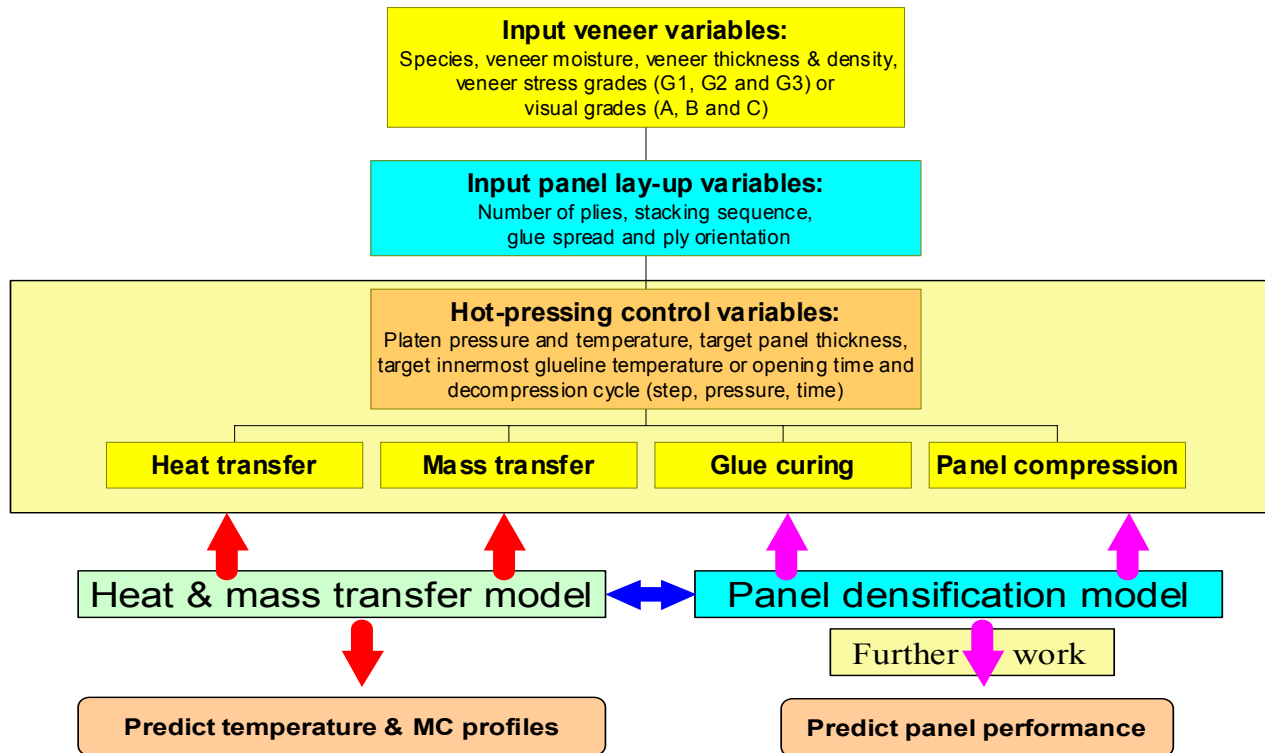 Input veneer variables:
Species, veneer moisture, veneer thickness & density,
veneer stress grades (G1, G2 and G3) or
visual grades (A, B and C)
Input panel lay-up variables:
Number of plies, stacking sequence,
glue spread and ply orientation
Hot-pressing control variables:
Platen pressure and temperature, target panel thickness,
target innermost glueline temperature or opening time and
decompression cycle (step, pressure, time)
Heat transfer
Mass transfer
Glue curing
Panel compression
Heat & mass transfer model
Panel densification model
Further work
Predict temperature & MC profiles
Predict panel performance